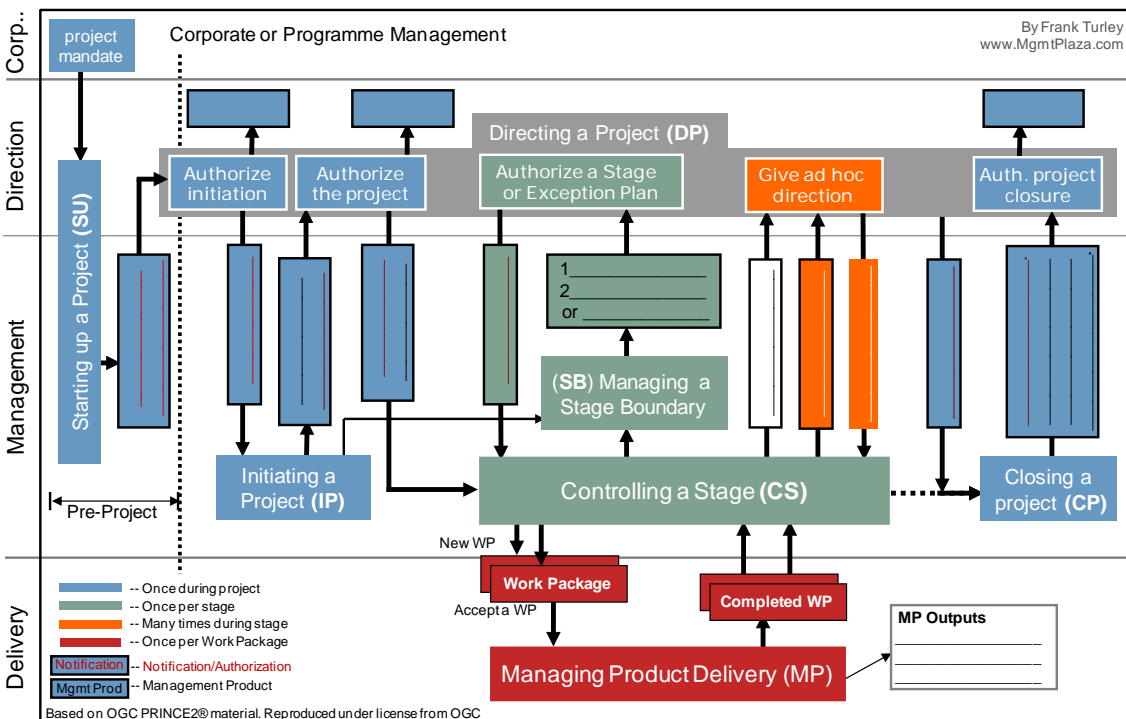 Corp..
project
mandate
Corporate or Programme Management
By Frank Turley
www.MgmtPlaza.com
Direction
Directing a Project (DP)
Authorize
initiation
Authorize
the project
Authorize a Stage
or Exception Plan
Give ad hoc
direction
Auth. project
closure
Management
Starting up a Project (SU)
1
2
or
(SB) Managing a
Stage Boundary
Initiating a
Project (IP)
Controlling a Stage (CS)
Closing a
project (CP)
Pre-Project
Delivery
New WP
Work Package
Accept a WP
Completed WP
Managing Product Delivery (MP)
MP Outputs
-- Once during project
-- Once per stage
-- Many times during stage
-- Once per Work Package
Notification -- Notification/Authorization
Mgmt Prod -- Management Product
Based on OGC PRINCE2® material. Reproduced under license from OGC